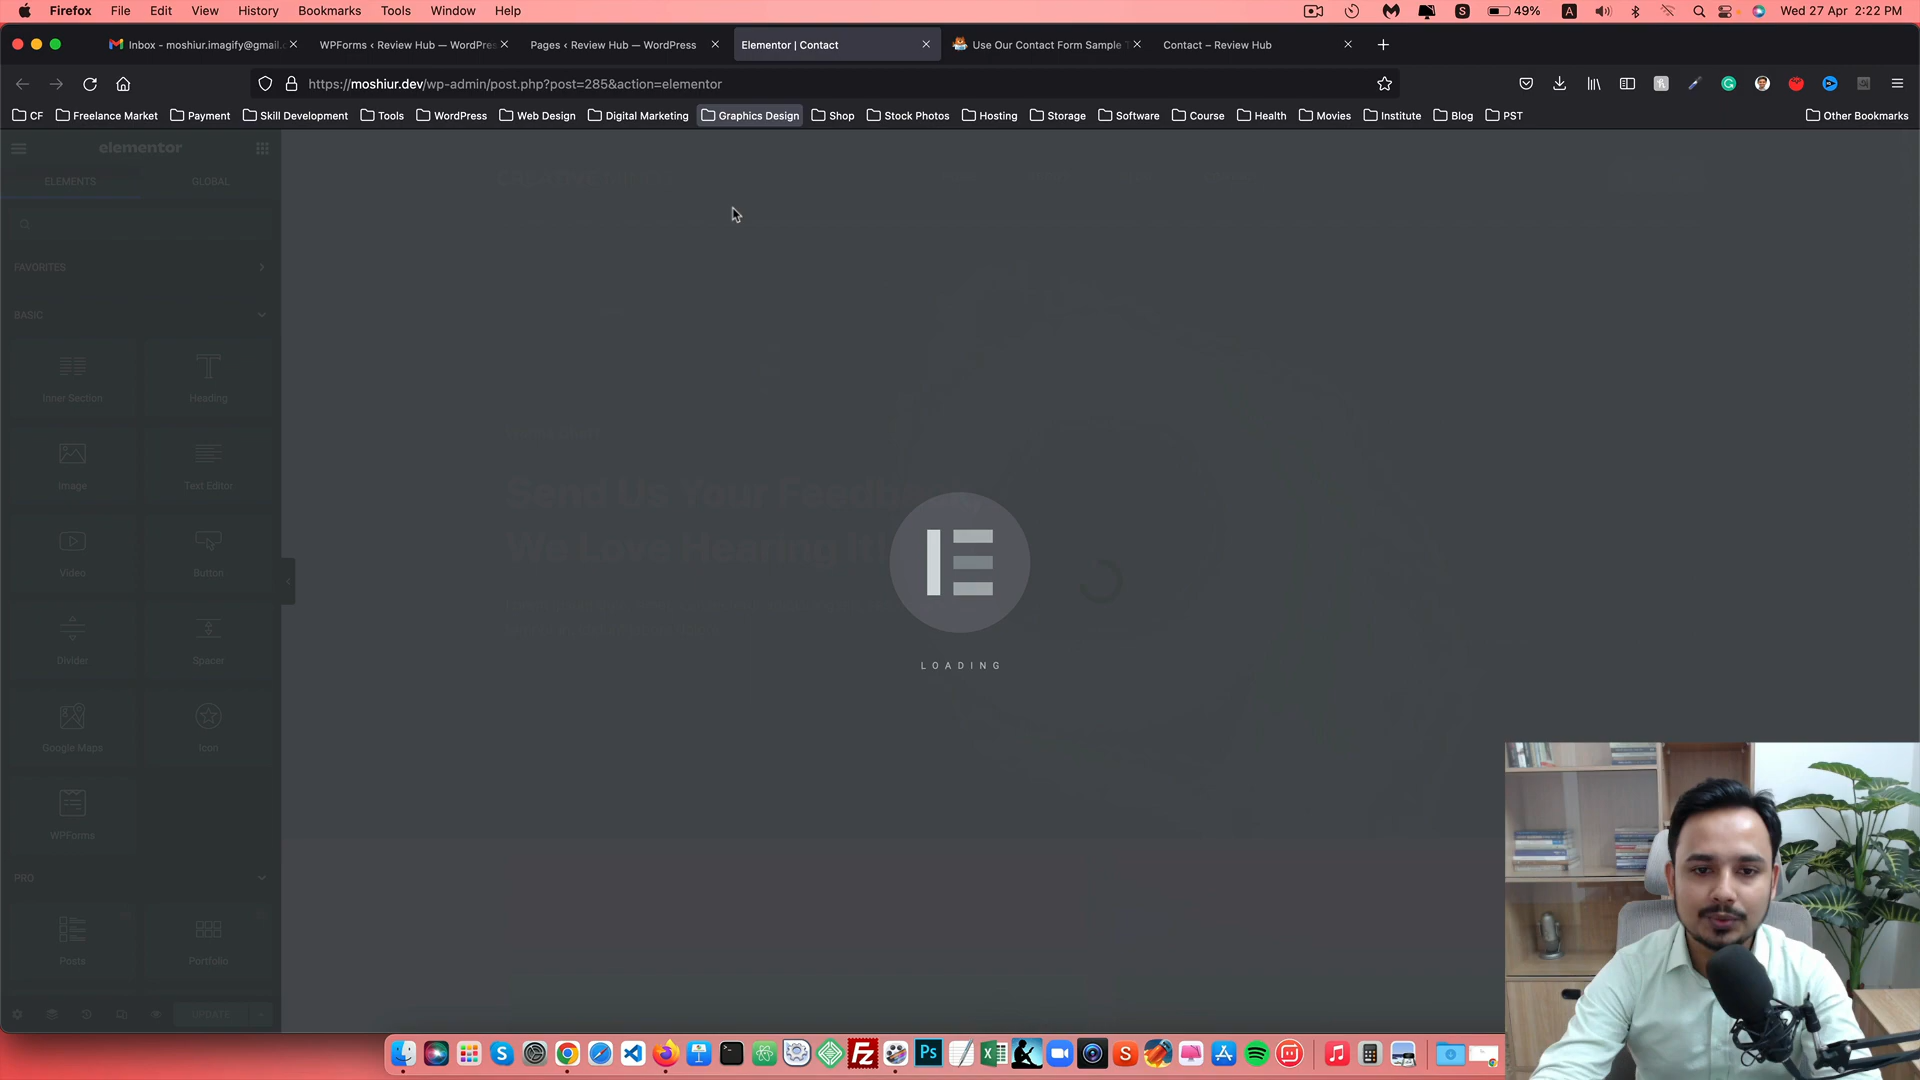 Firefox File Edit View History Bookmarks Tools Window Help 49% Wed 27 Apr 2:22 PM
Inbox - moshiur.imagify@gmail. WPForms ‹ Review Hub — WordPres Pages ‹ Review Hub — WordPress Elementor | Contact Use Our Contact Form Sample T Contact – Review Hub
https://moshiur.dev/wp-admin/post.php?post=285&action=elementor
CF Freelance Market Payment Skill Development Tools WordPress Web Design Digital Marketing Graphics Design Shop Stock Photos Hosting Storage Software Course Health Movies Institute Blog PST Other Bookmarks
elementor
CREATIVE
ELEMENTS GLOBAL
FAVORITES
BASIC
Inner Section Heading
Image Text Editor
Send Us Your Feedb
We Love Hearing It!
Video Button
Divider Spacer
LOADING
Google Maps Icon
WPForms
PRO
Posts Portfolio
UPDATE